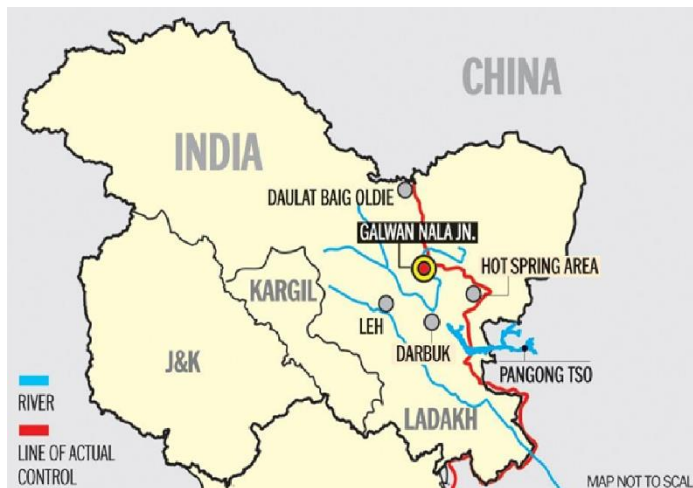 CHINA
INDIA
DAULAT BAIG OLDIE
GALWAN NALA JN.
HOT SPRING AREA
KARGIL
LEH
DARBUK
J&K
PANGONG TSO
LADAKH
RIVER
LINE OF ACTUAL
CONTROL
MAP NOT TO SCAL